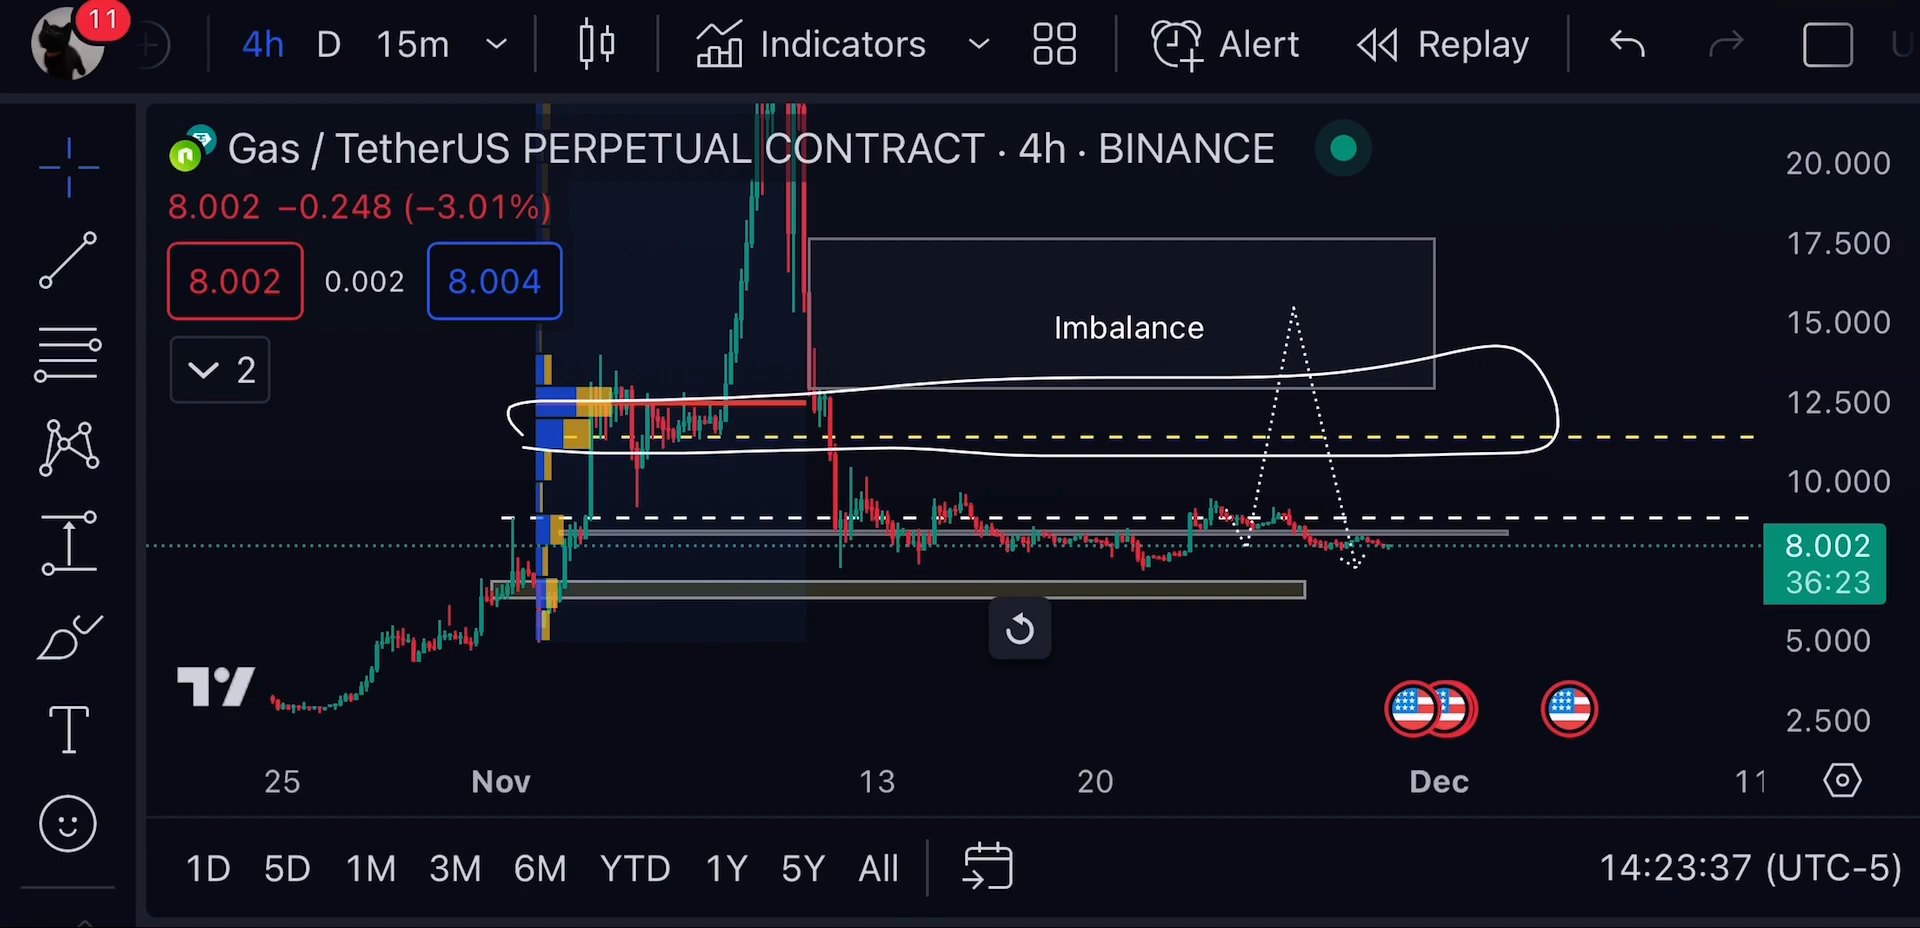 11
4h D 15m Indicators Alert Replay U
Gas / TetherUS PERPETUAL CONTRACT · 4h · BINANCE
8.002 −0.248 (−3.01%)
8.002 0.002 8.004
2
Imbalance
20.000
17.500
15.000
12.500
10.000
8.002
36:23
5.000
2.500
25 Nov 13 20 Dec 11
1D 5D 1M 3M 6M YTD 1Y 5Y All 14:23:37 (UTC-5)